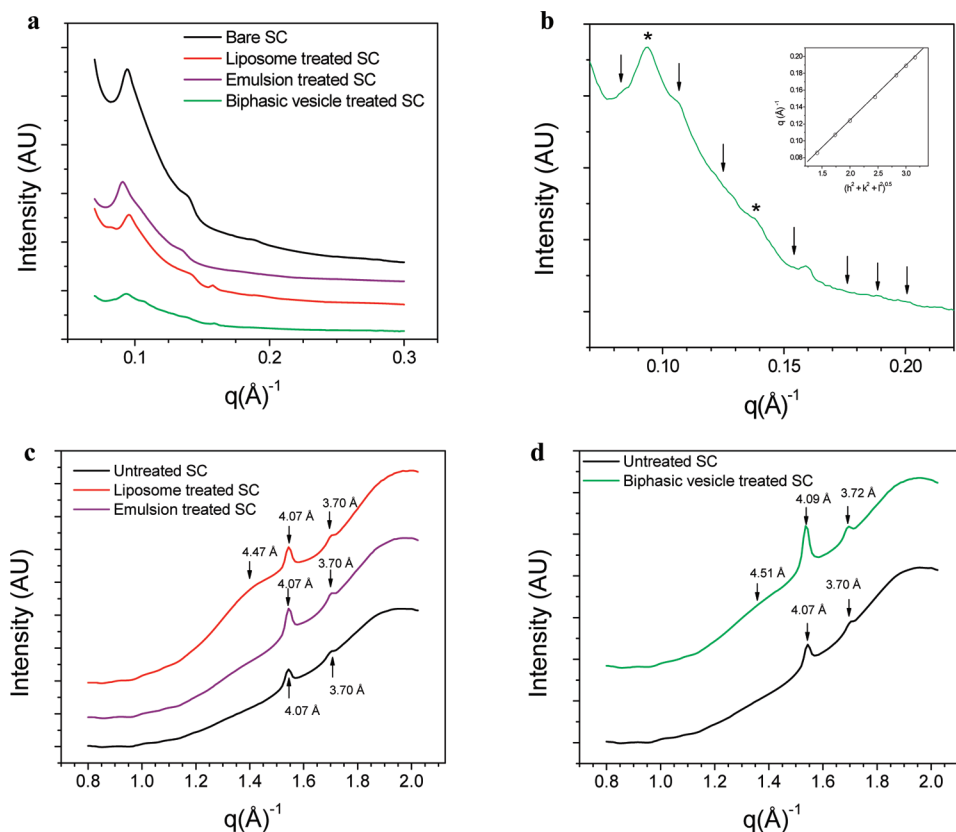 a
Bare SC
Liposome treated SC
Emulsion treated SC
Biphasic vesicle treated SC
Intensity (AU)
0.1
0.2
0.3
q(Å)⁻¹
b
*
*
Intensity (AU)
0.10
0.15
0.20
q(Å)⁻¹
0.20
0.18
0.16
0.14
0.12
0.10
0.08
q (Å)⁻¹
1.5
2.0
2.5
3.0
(h² + k² + l²)⁰·⁵
c
Untreated SC
Liposome treated SC
Emulsion treated SC
4.47 Å
4.07 Å
3.70 Å
4.07 Å
3.70 Å
4.07 Å
3.70 Å
Intensity (AU)
0.8
1.0
1.2
1.4
1.6
1.8
2.0
q(Å)⁻¹
d
Untreated SC
Biphasic vesicle treated SC
4.09 Å
3.72 Å
4.51 Å
4.07 Å
3.70 Å
Intensity (AU)
0.8
1.0
1.2
1.4
1.6
1.8
2.0
q(Å)⁻¹